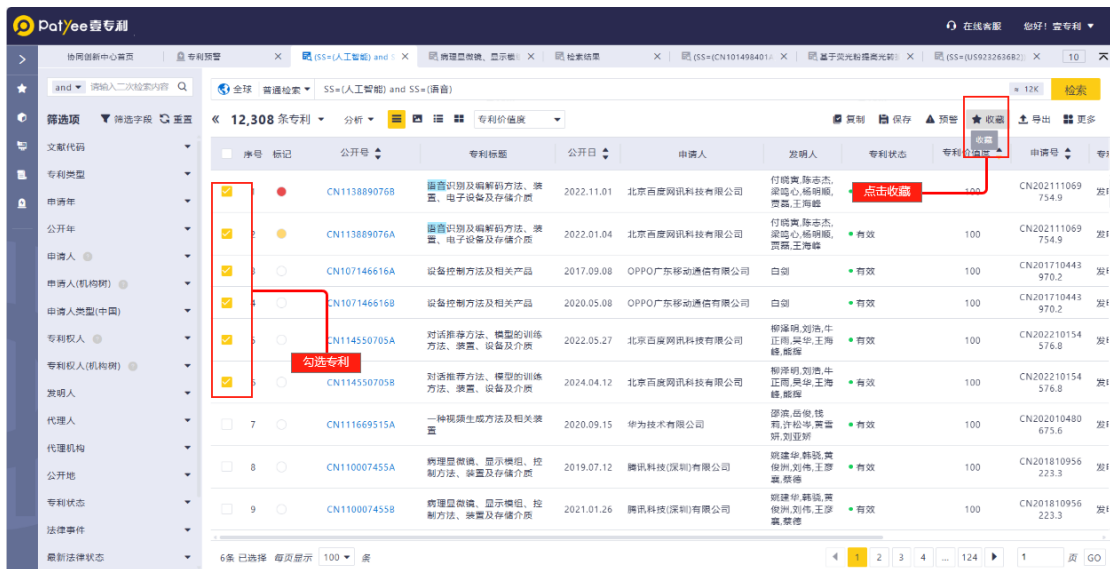 PatYee壹专利
在线客服 您好！壹专利
协同创新中心首页 专利预警 (SS=(人工智能) and 病理显微镜、显示模 检索结果 (SS=(CN101498401 基于荧光粉提高光转 (SS=(US9232636B2) 10
and 请输入二次检索内容
全球 普通检索 SS=(人工智能) and SS=(语音) × 12K 检索
筛选项 筛选字段 重置
12,308 条专利 分析 专利价值度 复制 保存 预警 收藏 导出 更多
收藏
序号 标记 公开号 专利标题 公开日 申请人 发明人 专利状态 专利价值度 申请号
文献代码
专利类型
申请年
公开年
申请人
申请人(机构树)
申请人类型(中国)
专利权人
专利权人(机构树)
发明人
代理人
代理机构
公开地
专利状态
法律事件
最新法律状态
CN113889076B 语音识别及编解码方法、装
置、电子设备及存储介质 2022.11.01 北京百度网讯科技有限公司 付晓寅,陈志杰,
梁鸣心,杨明顺,
贾磊,王海峰 100 CN202111069
754.9
点击收藏
2 CN113889076A 语音识别及编解码方法、装
置、电子设备及存储介质 2022.01.04 北京百度网讯科技有限公司 付晓寅,陈志杰,
梁鸣心,杨明顺,
贾磊,王海峰 有效 100 CN202111069
754.9
3 CN107146616A 设备控制方法及相关产品 2017.09.08 OPPO广东移动通信有限公司 白剑 有效 100 CN201710443
970.2
4 CN107146616B 设备控制方法及相关产品 2020.05.08 OPPO广东移动通信有限公司 白剑 有效 100 CN201710443
970.2
5 CN114550705A 对话推荐方法、模型的训练
方法、装置、设备及介质 2022.05.27 北京百度网讯科技有限公司 柳泽明,刘浩,牛
正雨,吴华,王海
峰,熊辉 有效 100 CN202210154
576.8
勾选专利
6 CN114550705B 对话推荐方法、模型的训练
方法、装置、设备及介质 2024.04.12 北京百度网讯科技有限公司 柳泽明,刘浩,牛
正雨,吴华,王海
峰,熊辉 有效 100 CN202210154
576.8
7 CN111669515A 一种视频生成方法及相关装
置 2020.09.15 华为技术有限公司 邵滨,岳俊,钱
莉,许松岑,黄雪
妍,刘亚娇 有效 100 CN202010480
675.6
8 CN110007455A 病理显微镜、显示模组、控
制方法、装置及存储介质 2019.07.12 腾讯科技(深圳)有限公司 姚建华,韩骁,黄
俊洲,刘伟,王彦
襄,蔡德 有效 100 CN201810956
223.3
9 CN110007455B 病理显微镜、显示模组、控
制方法、装置及存储介质 2021.01.26 腾讯科技(深圳)有限公司 姚建华,韩骁,黄
俊洲,刘伟,王彦
襄,蔡德 有效 100 CN201810956
223.3
6条 已选择 每页显示 100 条 1 2 3 4 ... 124 1 页 GO